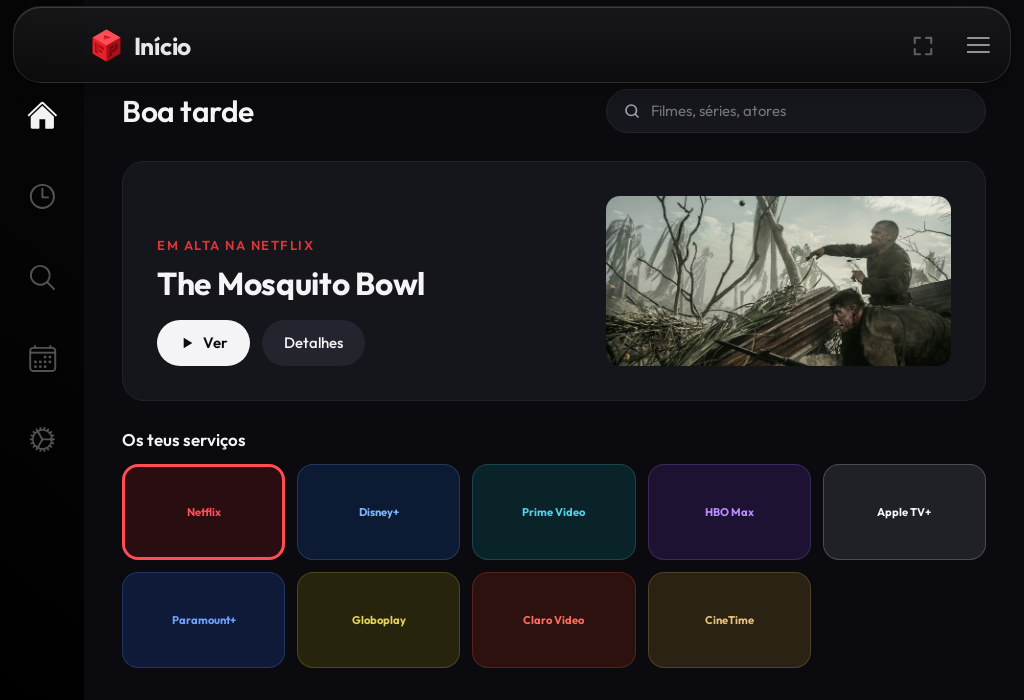 Início
Boa tarde
Filmes, séries, atores
EM ALTA NA NETFLIX
The Mosquito Bowl
Ver
Detalhes
Os teus serviços
Netflix
Disney+
Prime Video
HBO Max
Apple TV+
Paramount+
Globoplay
Claro Video
CineTime